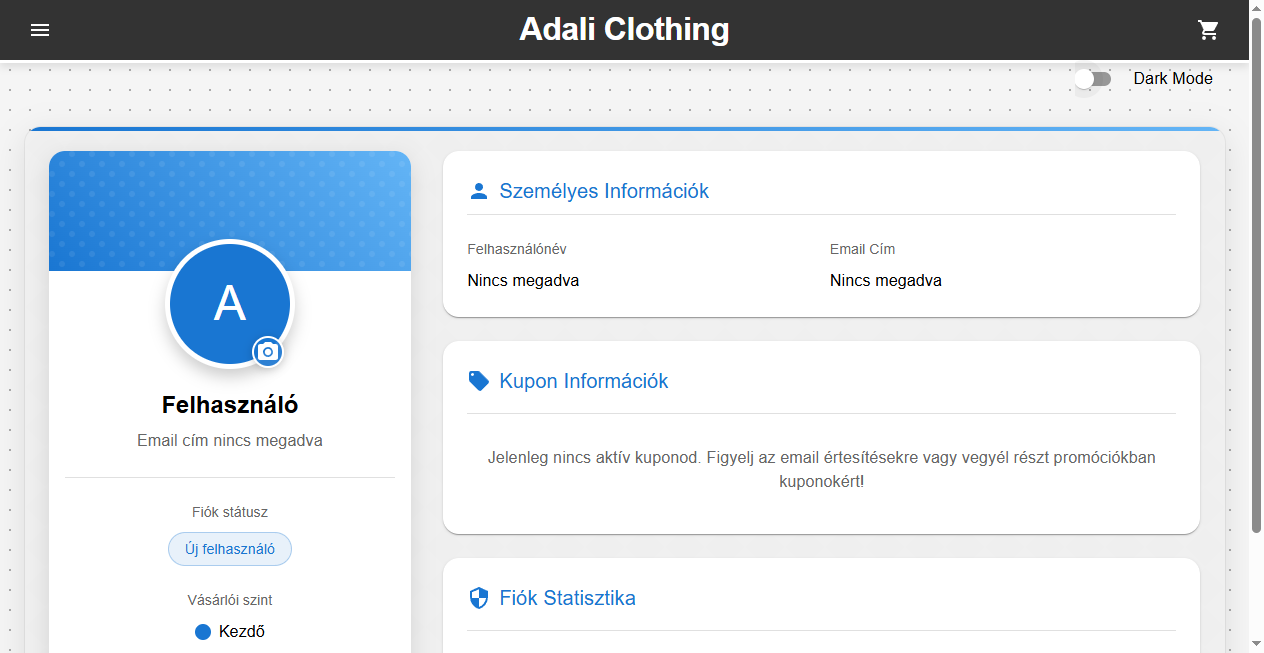 Adali Clothing
Dark Mode
A
Felhasználó
Email cím nincs megadva
Fiók státusz
Új felhasználó
Vásárlói szint
Kezdő
Személyes Információk
Felhasználónév
Email Cím
Nincs megadva
Nincs megadva
Kupon Információk
Jelenleg nincs aktív kuponod. Figyelj az email értesítésekre vagy vegyél részt promóciókban
kuponokért!
Fiók Statisztika